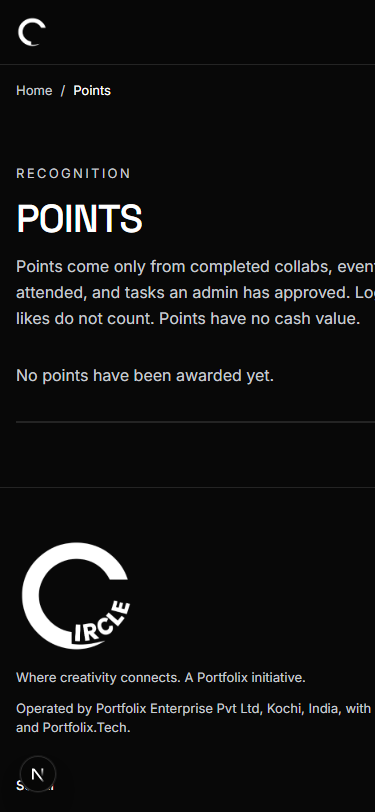 Home / Points
RECOGNITION
POINTS
Points come only from completed collabs, even
attended, and tasks an admin has approved. Lo
likes do not count. Points have no cash value.
No points have been awarded yet.
IRCLE
Where creativity connects. A Portfolix initiative.
Operated by Portfolix Enterprise Pvt Ltd, Kochi, India, with
and Portfolix.Tech.
N